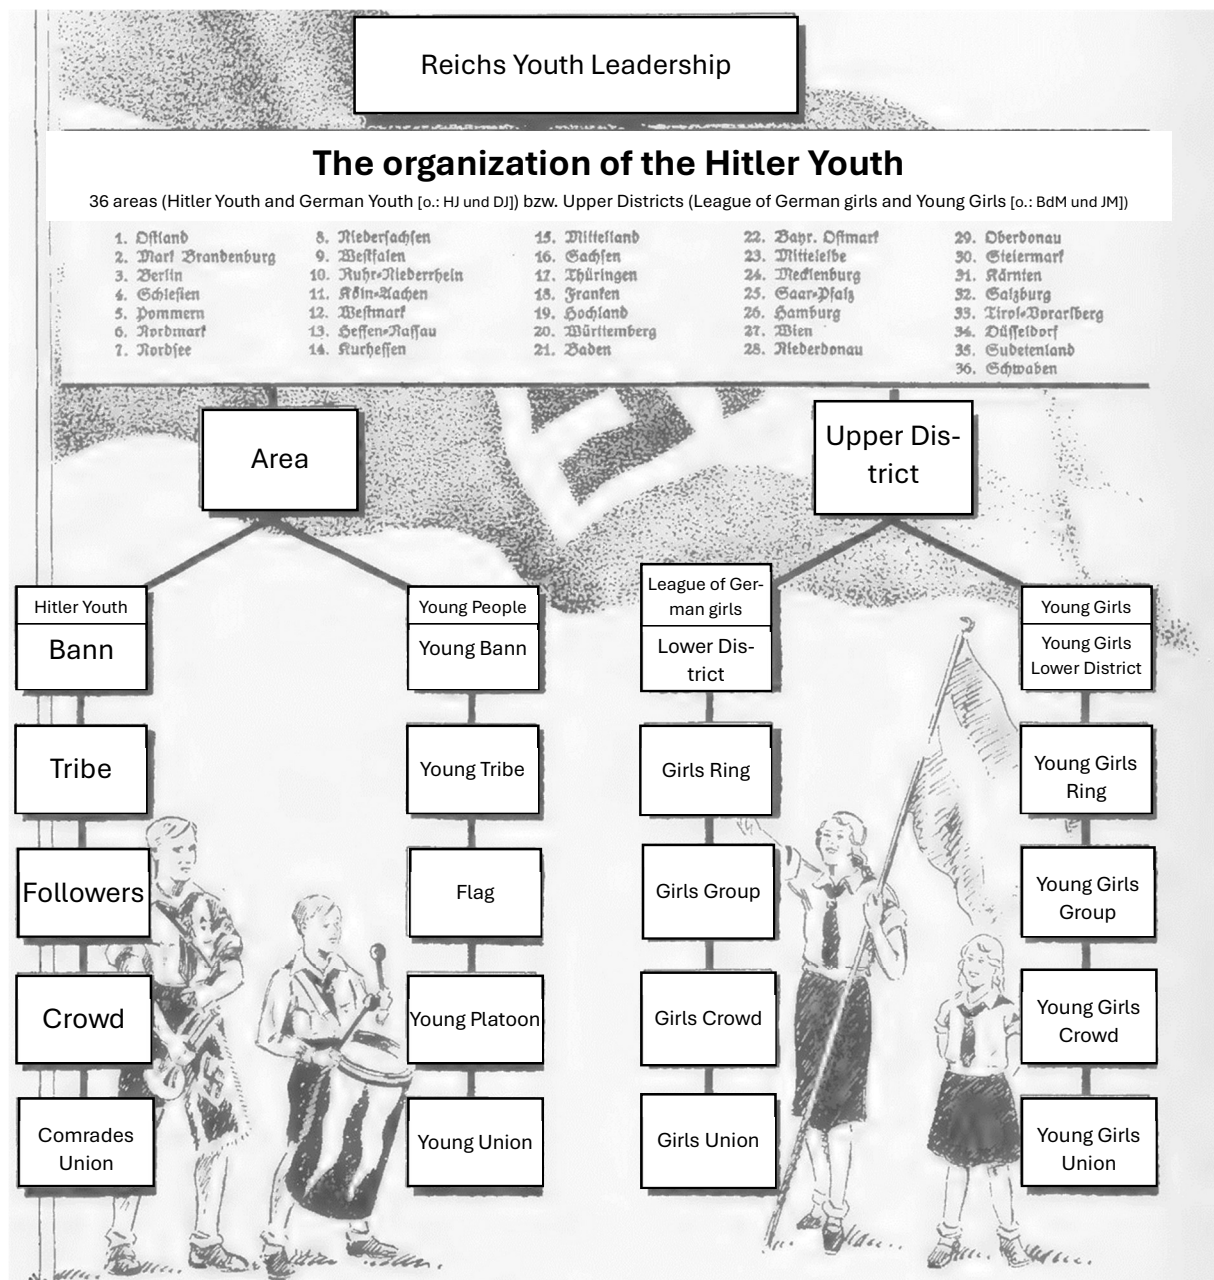 Reichs Youth Leadership
The organization of the Hitler Youth
36 areas (Hitler Youth and German Youth [o.: HJ und DJ]) bzw. Upper Districts (League of German girls and Young Girls [o.: BdM und JM])
1. Ostland
2. Mark Brandenburg
3. Berlin
4. Schlesien
5. Pommern
6. Nordmark
7. Nordsee
8. Niedersachsen
9. Westfalen
10. Ruhr-Niederrhein
11. Köln-Aachen
12. Westmark
13. Hessen-Nassau
14. Kurhessen
15. Mittelland
16. Sachsen
17. Thüringen
18. Franken
19. Hochland
20. Württemberg
21. Baden
22. Bayr. Ostmark
23. Mittelelbe
24. Mecklenburg
25. Saar-Pfalz
26. Hamburg
27. Wien
28. Niederdonau
29. Oberdonau
30. Steiermark
31. Kärnten
32. Salzburg
33. Tirol-Vorarlberg
34. Düsseldorf
35. Sudetenland
36. Schwaben
Area
Upper Dis-
trict
Hitler Youth
Bann
Tribe
Followers
Crowd
Comrades
Union
Young People
Young Bann
Young Tribe
Flag
Young Platoon
Young Union
League of Ger-
man girls
Lower Dis-
trict
Girls Ring
Girls Group
Girls Crowd
Girls Union
Young Girls
Young Girls
Lower District
Young Girls
Ring
Young Girls
Group
Young Girls
Crowd
Young Girls
Union